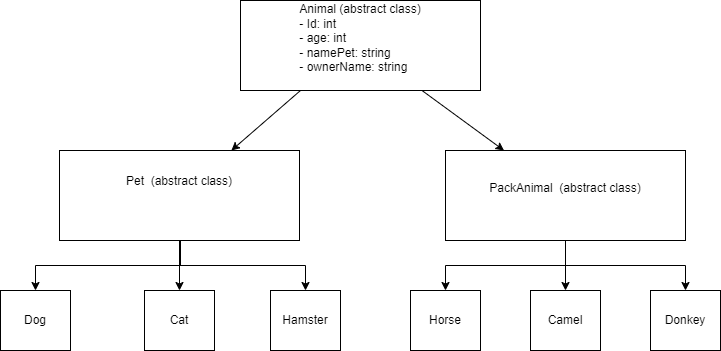 Animal (abstract class)
- Id: int
- age: int
- namePet: string
- ownerName: string
Pet (abstract class)
PackAnimal (abstract class)
Dog
Cat
Hamster
Horse
Camel
Donkey